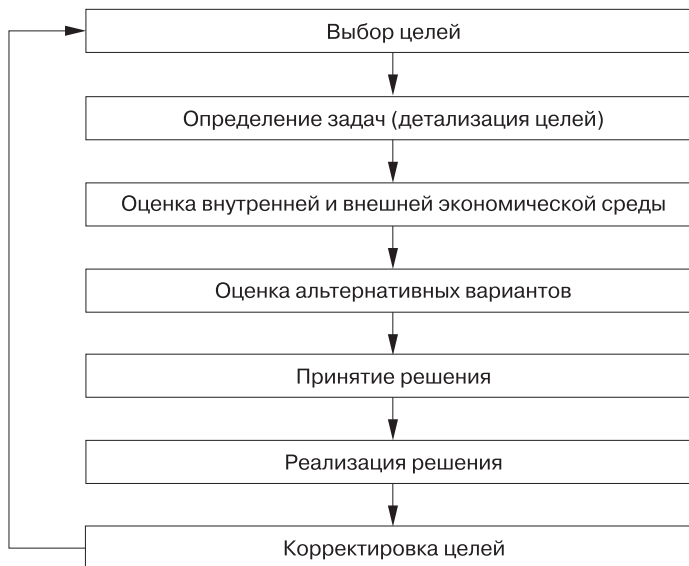 Выбор целей
Определение задач (детализация целей)
Оценка внутренней и внешней экономической среды
Оценка альтернативных вариантов
Принятие решения
Реализация решения
Корректировка целей